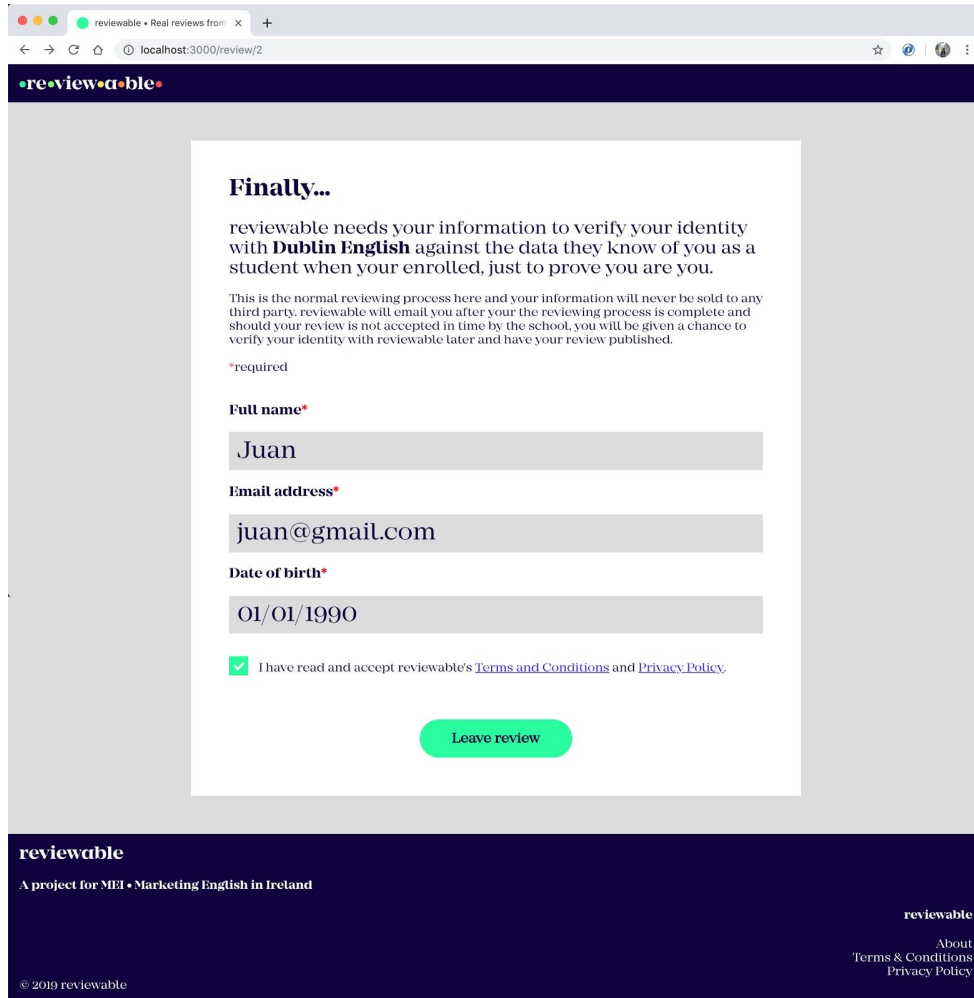 reviewable • Real reviews from
localhost:3000/review/2
•re•view•a•ble•
Finally...
reviewable needs your information to verify your identity
with Dublin English against the data they know of you as a
student when your enrolled, just to prove you are you.
This is the normal reviewing process here and your information will never be sold to any
third party. reviewable will email you after your the reviewing process is complete and
should your review is not accepted in time by the school, you will be given a chance to
verify your identity with reviewable later and have your review published.
*required
Full name*
Juan
Email address*
juan@gmail.com
Date of birth*
01/01/1990
I have read and accept reviewable's Terms and Conditions and Privacy Policy.
Leave review
reviewable
A project for MEI • Marketing English in Ireland
reviewable
About
Terms & Conditions
Privacy Policy
© 2019 reviewable